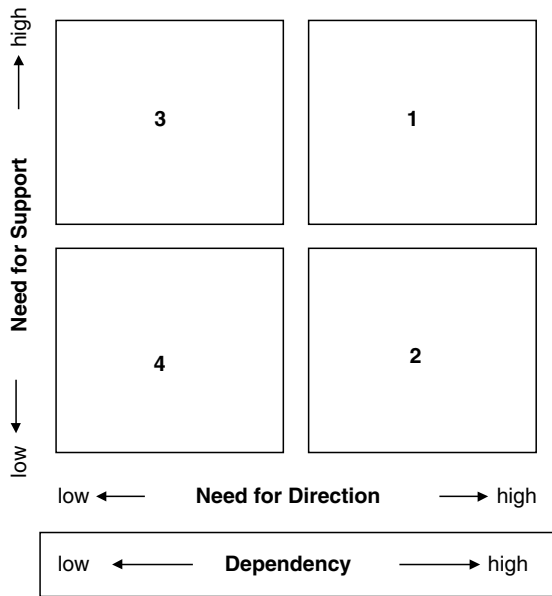 high
Need for Support
low
3
1
4
2
low Need for Direction high
low Dependency high